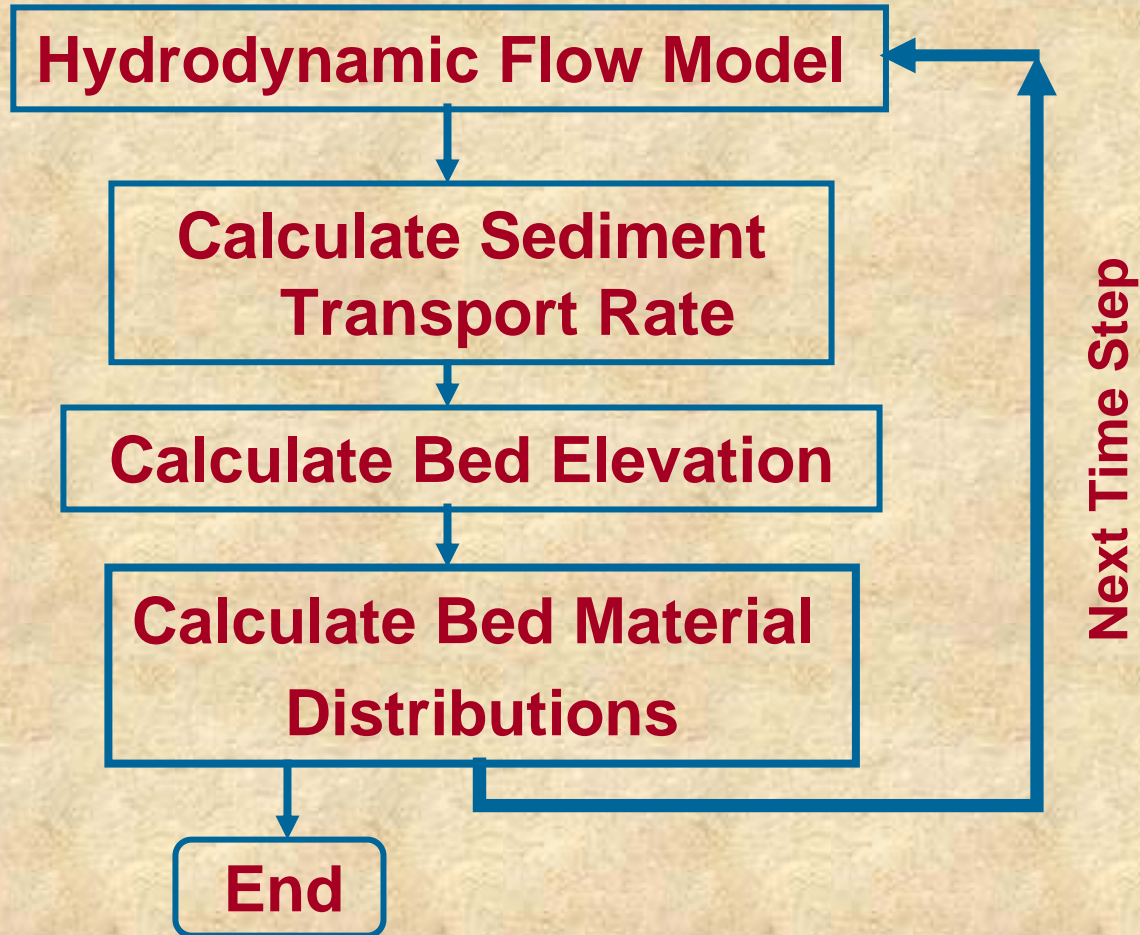 Hydrodynamic Flow Model
Calculate Sediment
Transport Rate
Calculate Bed Elevation
Calculate Bed Material
Distributions
End
Next Time Step